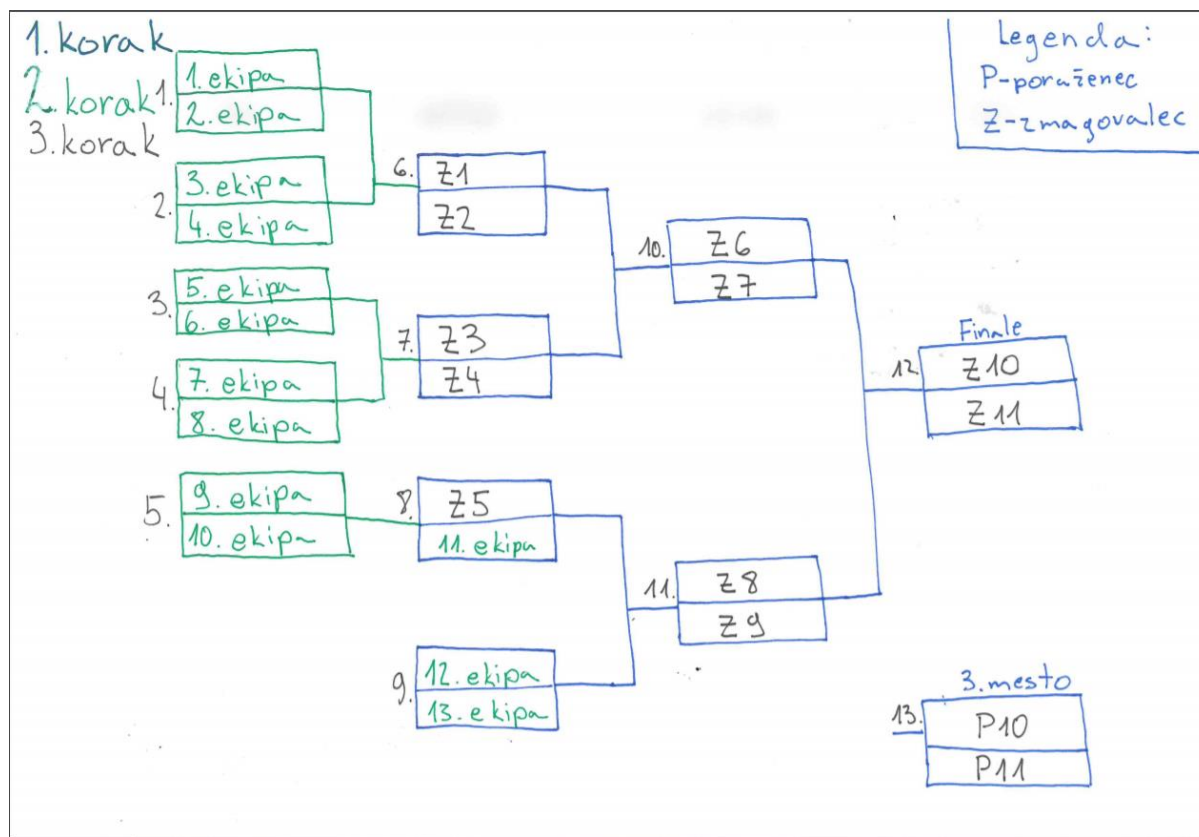 1. korak
2. korak
3. korak
1.
1. ekipa
2. ekipa
2.
3. ekipa
4. ekipa
3.
5. ekipa
6. ekipa
4.
7. ekipa
8. ekipa
5.
9. ekipa
10. ekipa
6.
Z1
Z2
7.
Z3
Z4
8.
Z5
11. ekipa
9.
12. ekipa
13. ekipa
10.
Z6
Z7
11.
Z8
Z9
Finale
12.
Z10
Z11
3. mesto
13.
P10
P11
Legenda:
P-poraženec
Z-zmagovalec